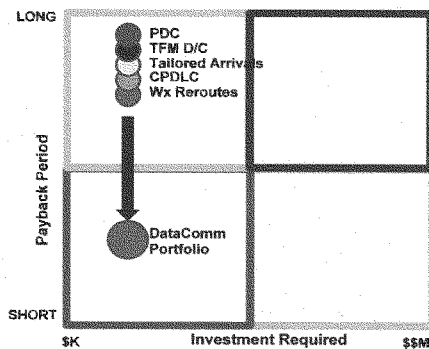 LONG
PDC
TFM D/C
Tailored Arrivals
CPDLC
Wx Reroutes
Payback Period
DataComm
Portfolio
SHORT
$K
Investment Required
$$M